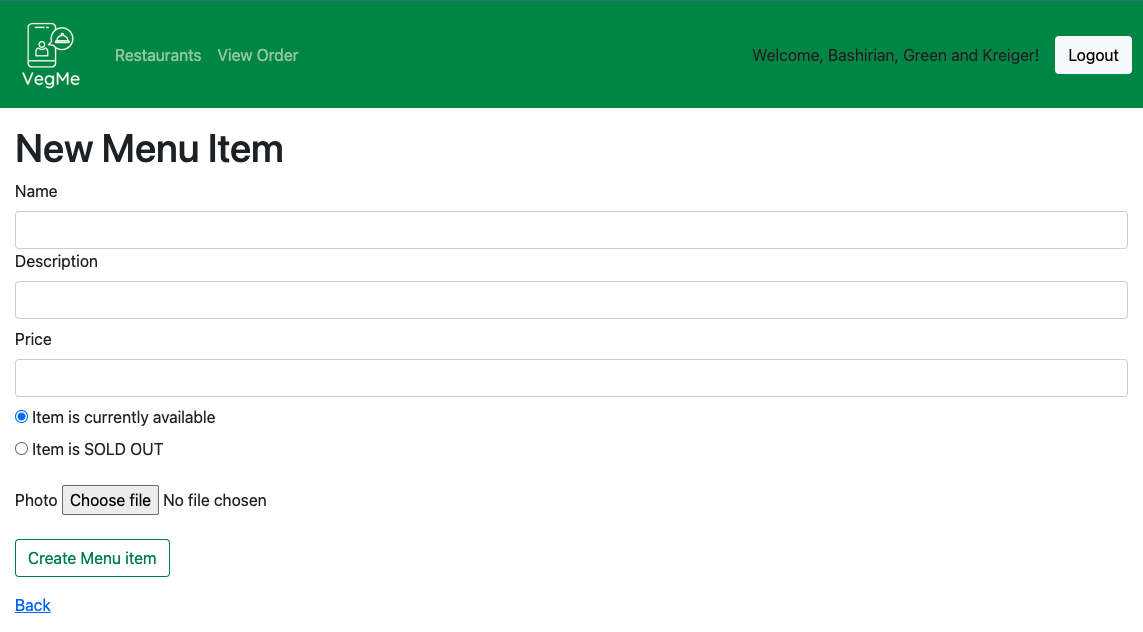 VegMe
Restaurants View Order Welcome, Bashirian, Green and Kreiger! Logout
New Menu Item
Name
Description
Price
Item is currently available
Item is SOLD OUT
Photo Choose file No file chosen
Create Menu item
Back